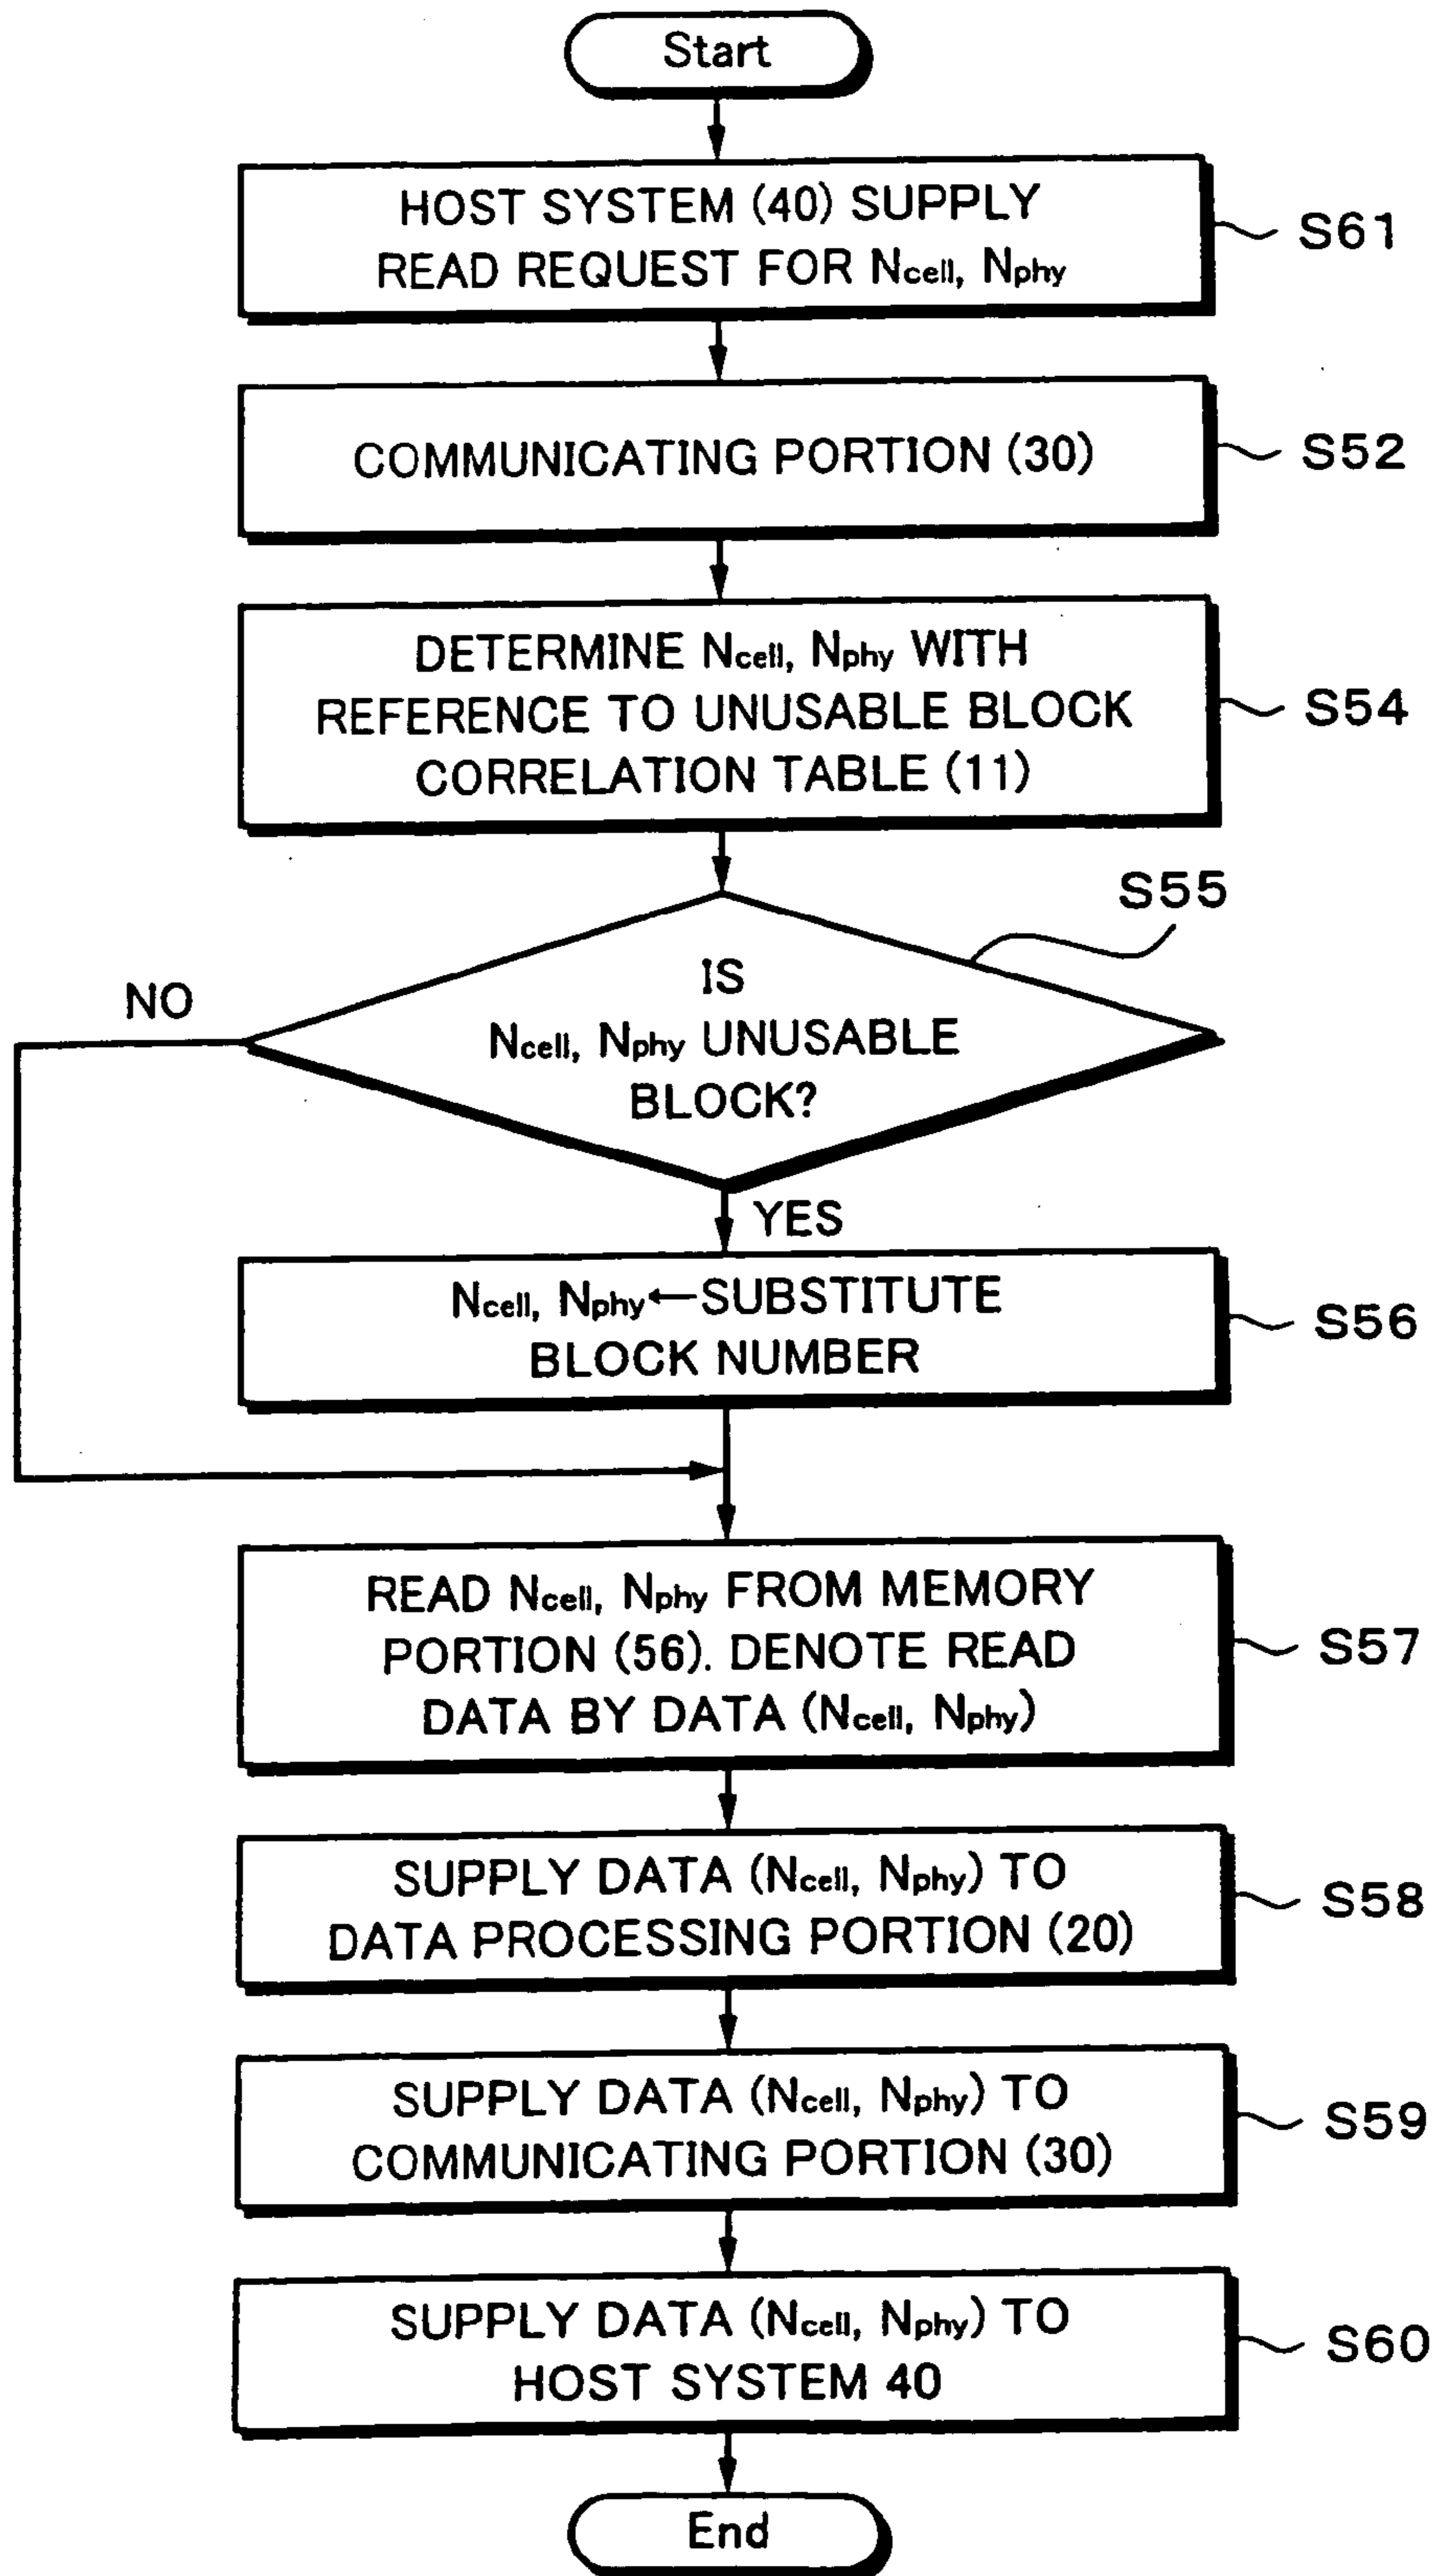 Start
HOST SYSTEM (40) SUPPLY
READ REQUEST FOR Ncell, Nphy
S61
COMMUNICATING PORTION (30)
S52
DETERMINE Ncell, Nphy WITH
REFERENCE TO UNUSABLE BLOCK
CORRELATION TABLE (11)
S54
S55
NO
IS
Ncell, Nphy UNUSABLE
BLOCK?
YES
Ncell, Nphy←SUBSTITUTE
BLOCK NUMBER
S56
READ Ncell, Nphy FROM MEMORY
PORTION (56). DENOTE READ
DATA BY DATA (Ncell, Nphy)
S57
SUPPLY DATA (Ncell, Nphy) TO
DATA PROCESSING PORTION (20)
S58
SUPPLY DATA (Ncell, Nphy) TO
COMMUNICATING PORTION (30)
S59
SUPPLY DATA (Ncell, Nphy) TO
HOST SYSTEM 40
S60
End